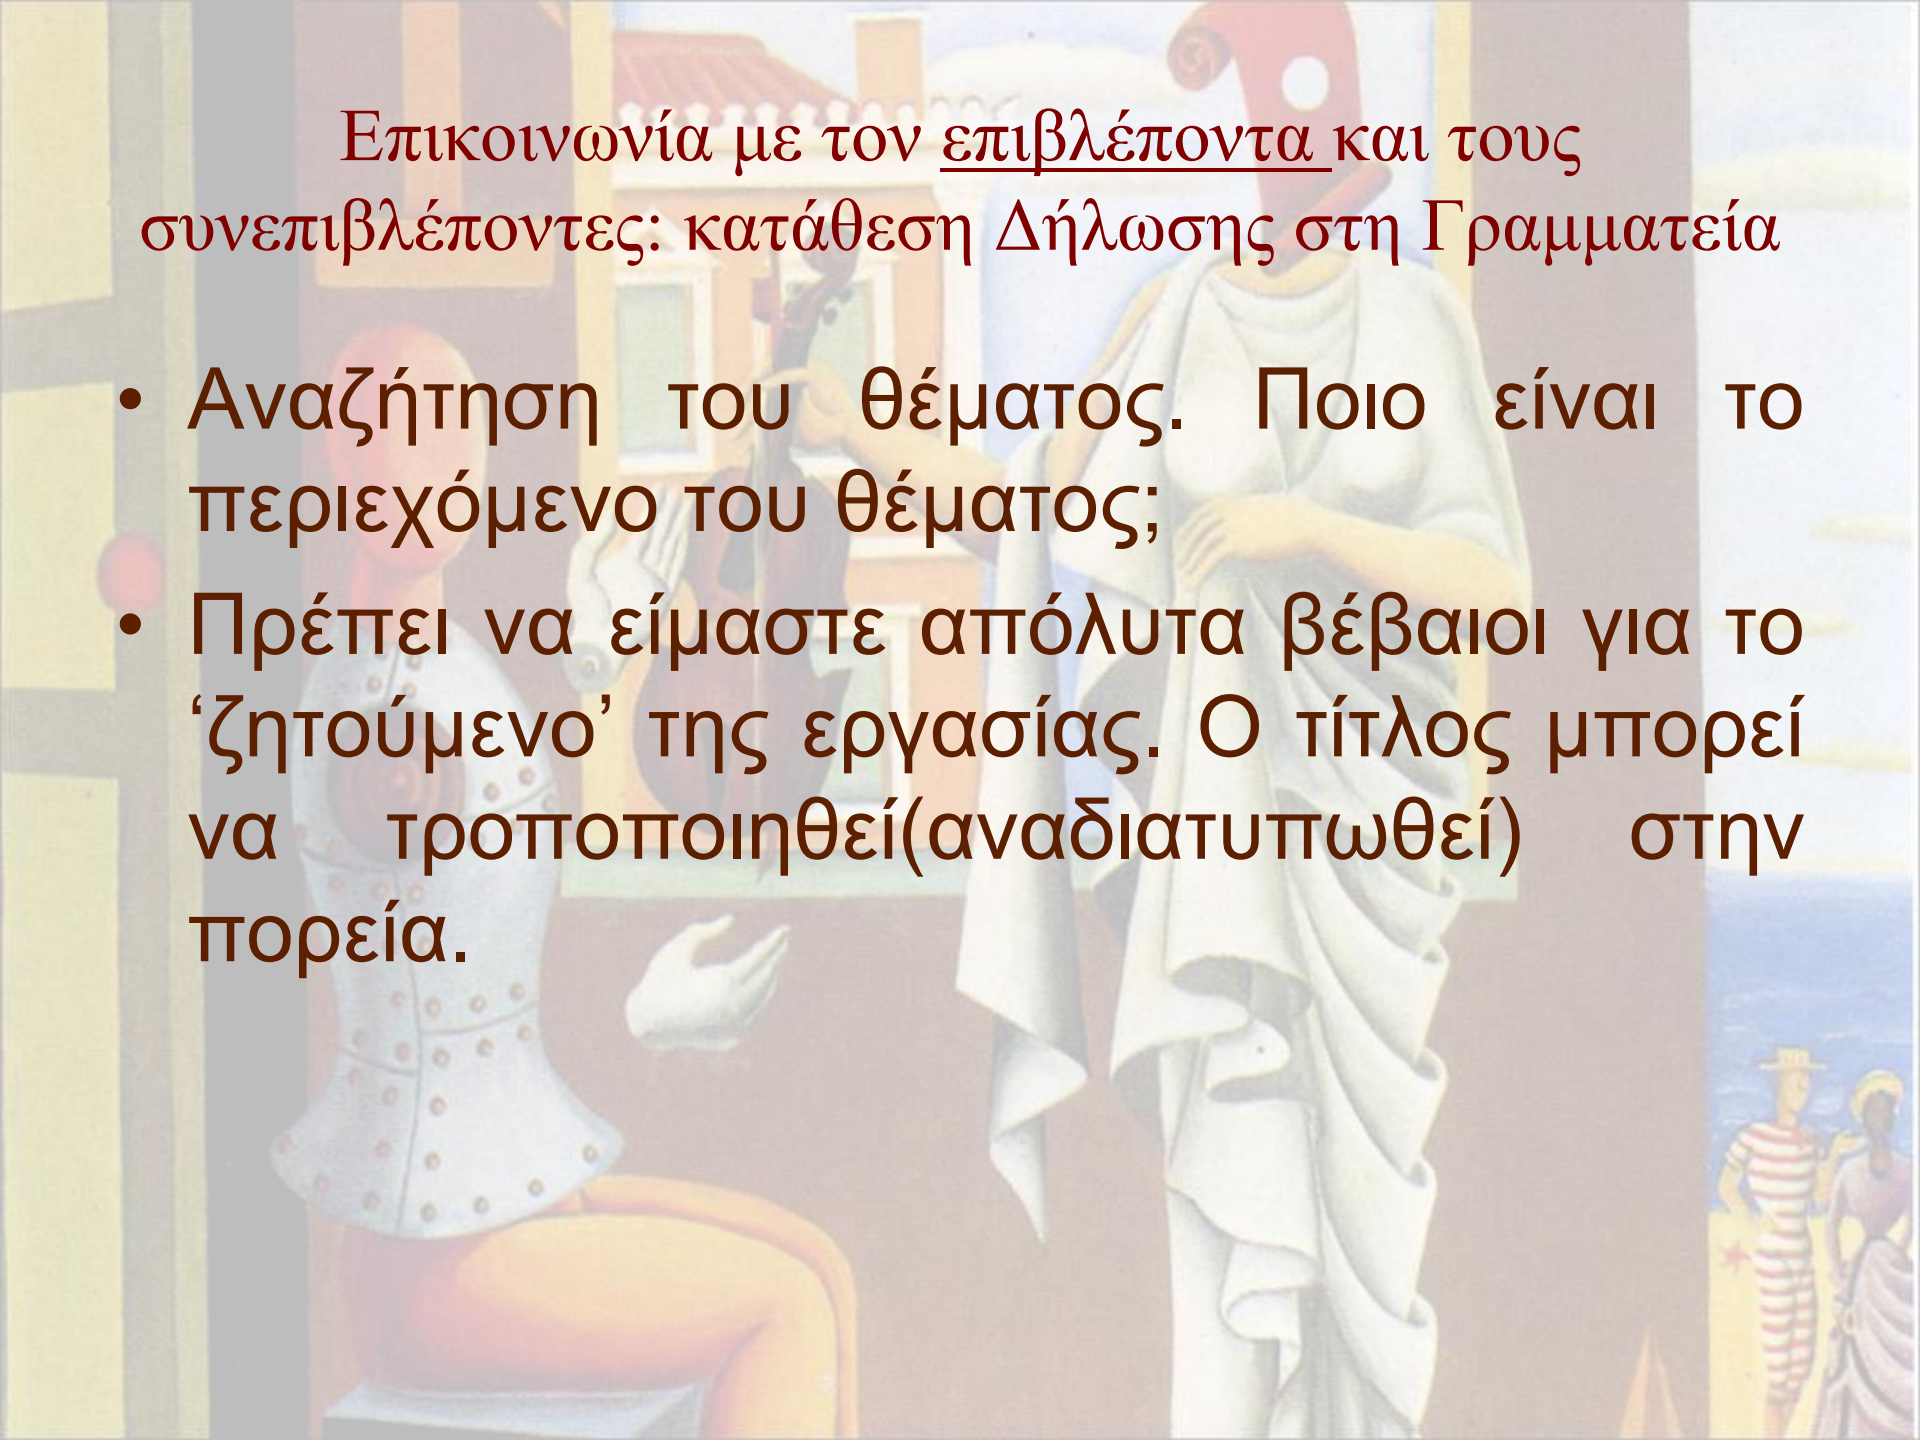 Επικοινωνία με τον επιβλέποντα και τους
συνεπιβλέποντες: κατάθεση Δήλωσης στη Γραμματεία
• Αναζήτηση του θέματος. Ποιο είναι το
περιεχόμενο του θέματος;
• Πρέπει να είμαστε απόλυτα βέβαιοι για το
‘ζητούμενο’ της εργασίας. Ο τίτλος μπορεί
να τροποποιηθεί(αναδιατυπωθεί) στην
πορεία.